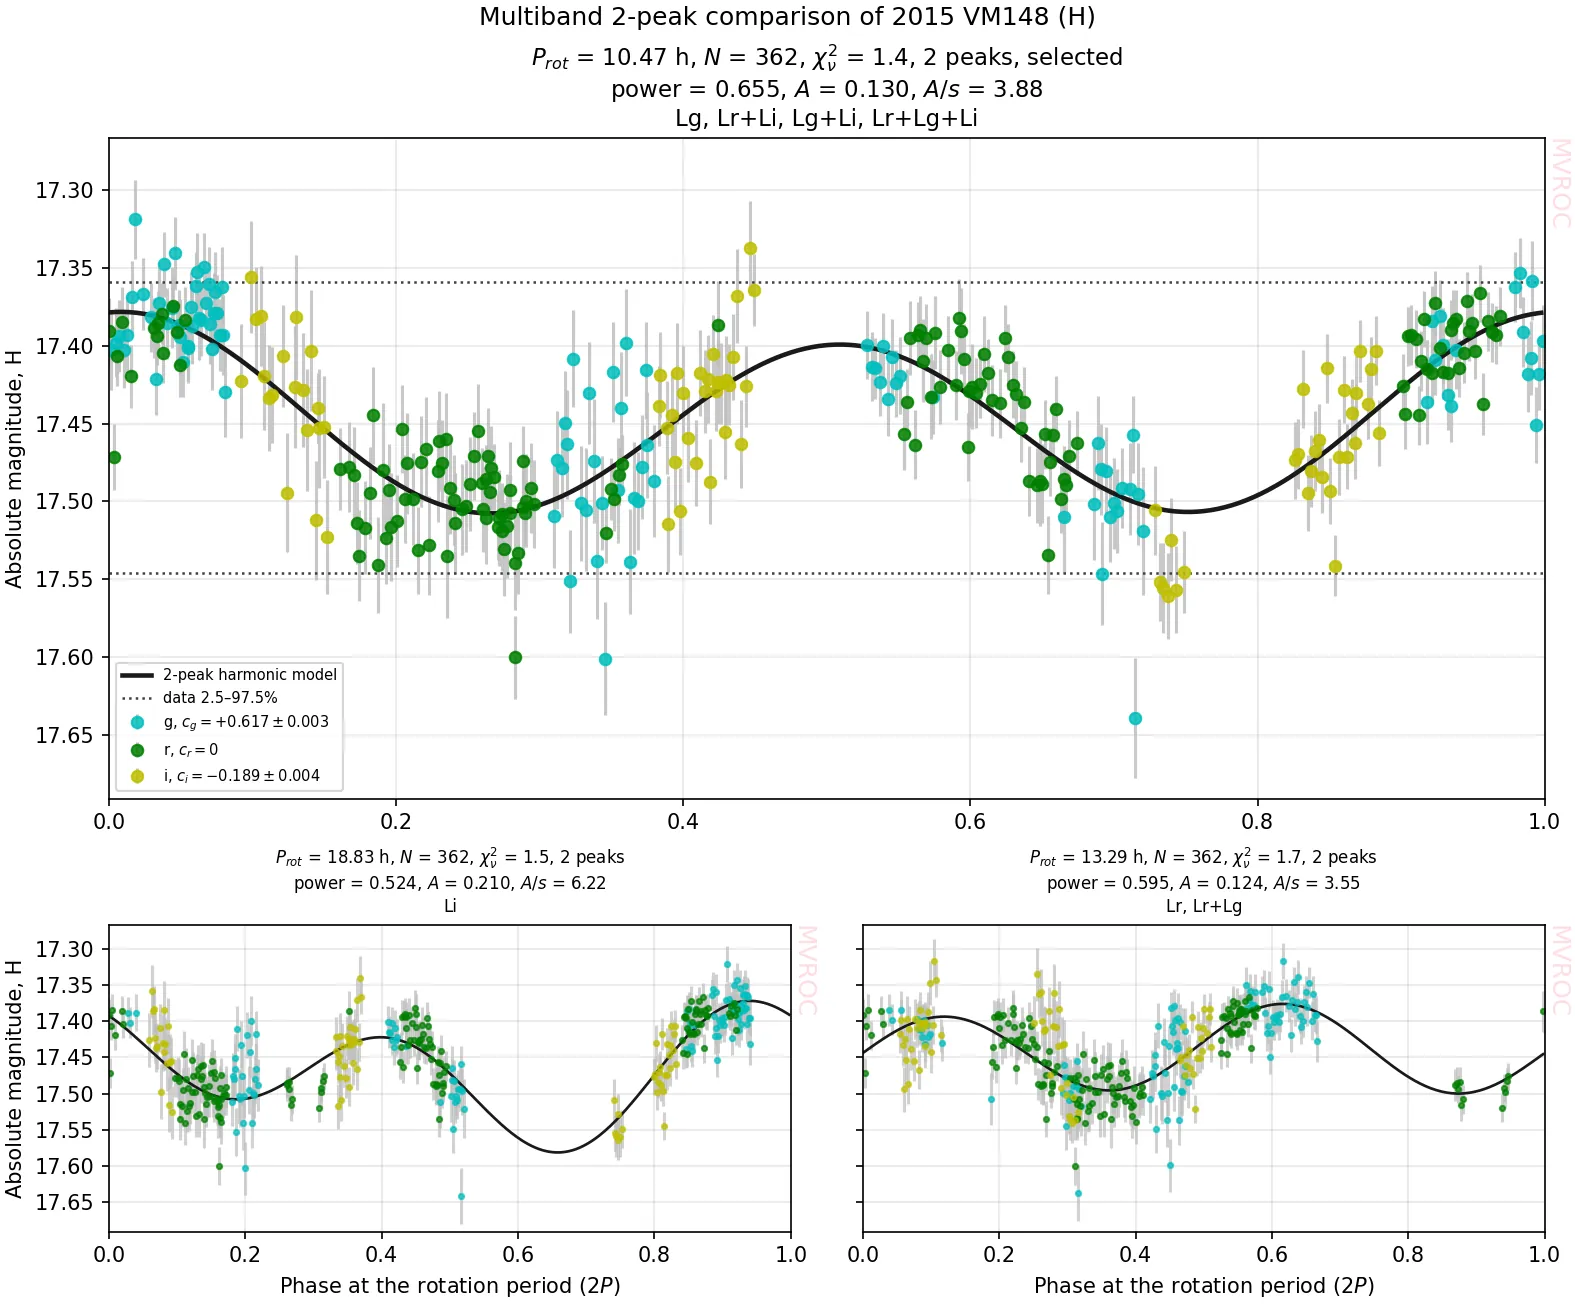 Multiband 2-peak comparison of 2015 VM148 (H)
P_rot = 10.47 h, N = 362, χ²_ν = 1.4, 2 peaks, selected
power = 0.655, A = 0.130, A/s = 3.88
Lg, Lr+Li, Lg+Li, Lr+Lg+Li
MVROC
17.30
17.35
17.40
17.45
17.50
17.55
17.60
17.65
Absolute magnitude, H
2-peak harmonic model
data 2.5–97.5%
g, c_g = +0.617 ± 0.003
r, c_r = 0
i, c_i = −0.189 ± 0.004
0.0 0.2 0.4 0.6 0.8 1.0
P_rot = 18.83 h, N = 362, χ²_ν = 1.5, 2 peaks
power = 0.524, A = 0.210, A/s = 6.22
Li
MVROC
17.30
17.35
17.40
17.45
17.50
17.55
17.60
17.65
Absolute magnitude, H
0.0 0.2 0.4 0.6 0.8 1.0
Phase at the rotation period (2P)
P_rot = 13.29 h, N = 362, χ²_ν = 1.7, 2 peaks
power = 0.595, A = 0.124, A/s = 3.55
Lr, Lr+Lg
MVROC
0.0 0.2 0.4 0.6 0.8 1.0
Phase at the rotation period (2P)